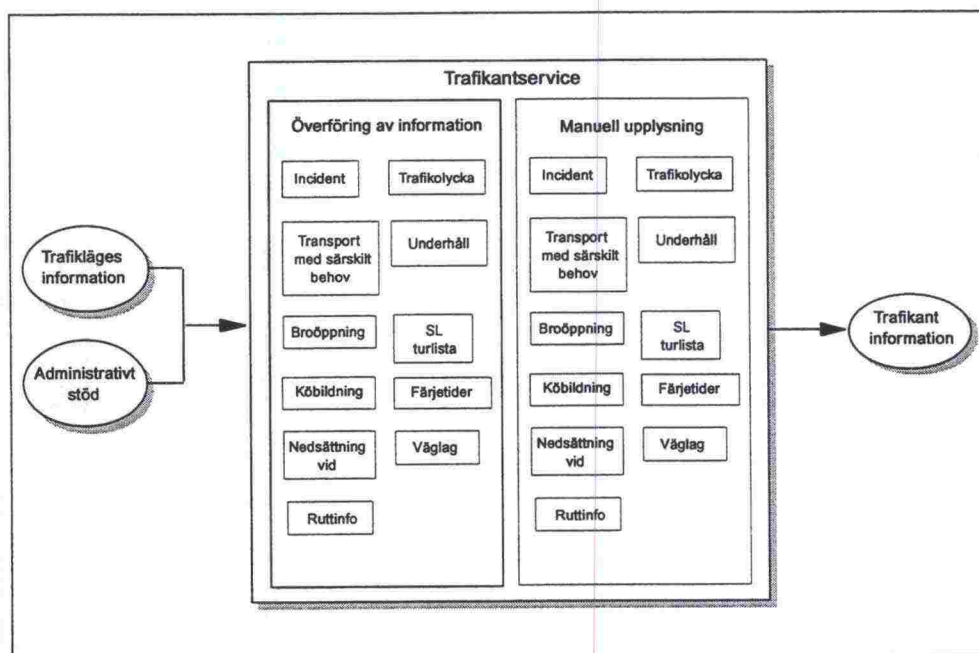 Trafikantservice
Trafikläges
information
Administrativt
stöd
Överföring av information
Incident
Trafikolycka
Transport
med särskilt
behov
Underhåll
Broöppning
SL
turlista
Köbildning
Färjetider
Nedsättning
vid
Väglag
Ruttinfo
Manuell upplysning
Incident
Trafikolycka
Transport
med särskilt
behov
Underhåll
Broöppning
SL
turlista
Köbildning
Färjetider
Nedsättning
vid
Väglag
Ruttinfo
Trafikant
information